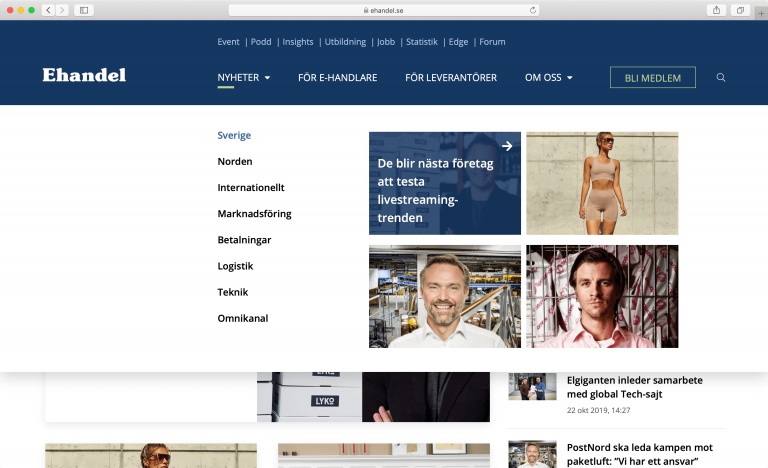 ehandel.se
Event | Podd | Insights | Utbildning | Jobb | Statistik | Edge | Forum
Ehandel
NYHETER
FÖR E-HANDLARE
FÖR LEVERANTÖRER
OM OSS
BLI MEDLEM
Sverige
Norden
Internationellt
Marknadsföring
Betalningar
Logistik
Teknik
Omnikanal
De blir nästa företag
att testa
livestreaming-
trenden
LYKO
LYKO
Elgiganten inleder samarbete
med global Tech-sajt
22 okt 2019, 14:27
PostNord ska leda kampen mot
paketluft: ”Vi har ett ansvar”